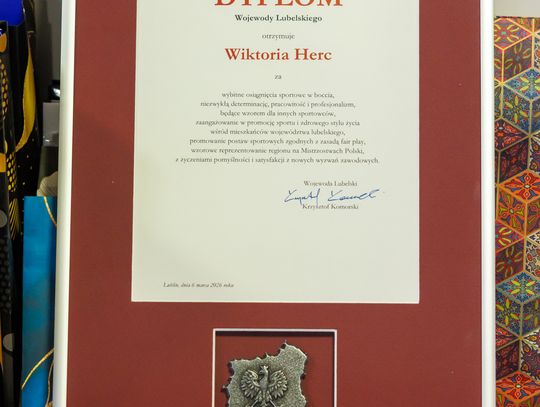 DYPLOM
Wojewody Lubelskiego
otrzymuje
Wiktoria Herc
za
wybitne osiągnięcia sportowe w boccia,
niezwykłą determinację, pracowitość i profesjonalizm,
będące wzorem dla innych sportowców,
zaangażowanie w promocję sportu i zdrowego stylu życia
wśród mieszkańców województwa lubelskiego,
promowanie postaw sportowych zgodnych z zasadą fair play,
wzorowe reprezentowanie regionu na Mistrzostwach Polski,
z życzeniami pomyślności i satysfakcji z nowych wyzwań zawodowych.
Wojewoda Lubelski
Krzysztof Komorski
Lublin, dnia 6 marca 2026 roku